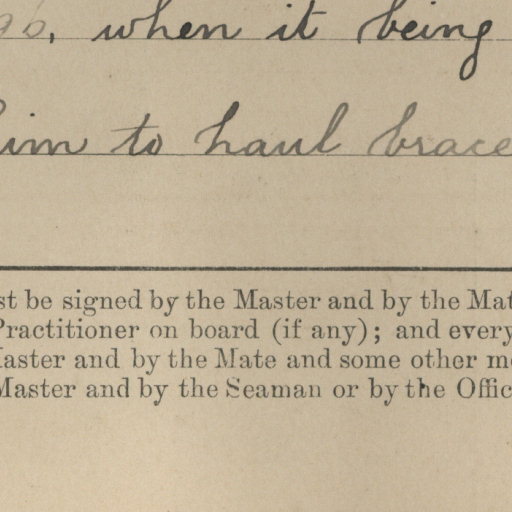 96, when it being
him to haul brace
st be signed by the Master and by the Mat
Practitioner on board (if any); and every
Master and by the Mate and some other me
Master and by the Seaman or by the Offic